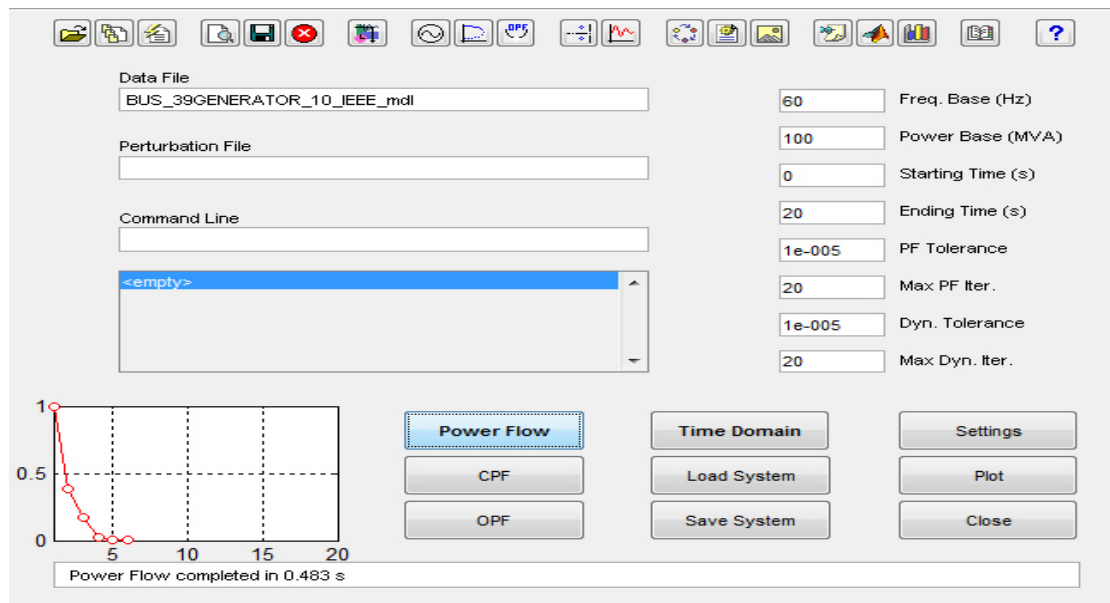 OPF
?
Data File
BUS_39GENERATOR_10_IEEE_mdl
60 Freq. Base (Hz)
100 Power Base (MVA)
Perturbation File
0 Starting Time (s)
Command Line
20 Ending Time (s)
1e-005 PF Tolerance
<empty>
20 Max PF Iter.
1e-005 Dyn. Tolerance
20 Max Dyn. Iter.
1
0.5
0
5 10 15 20
Power Flow Time Domain Settings
CPF Load System Plot
OPF Save System Close
Power Flow completed in 0.483 s